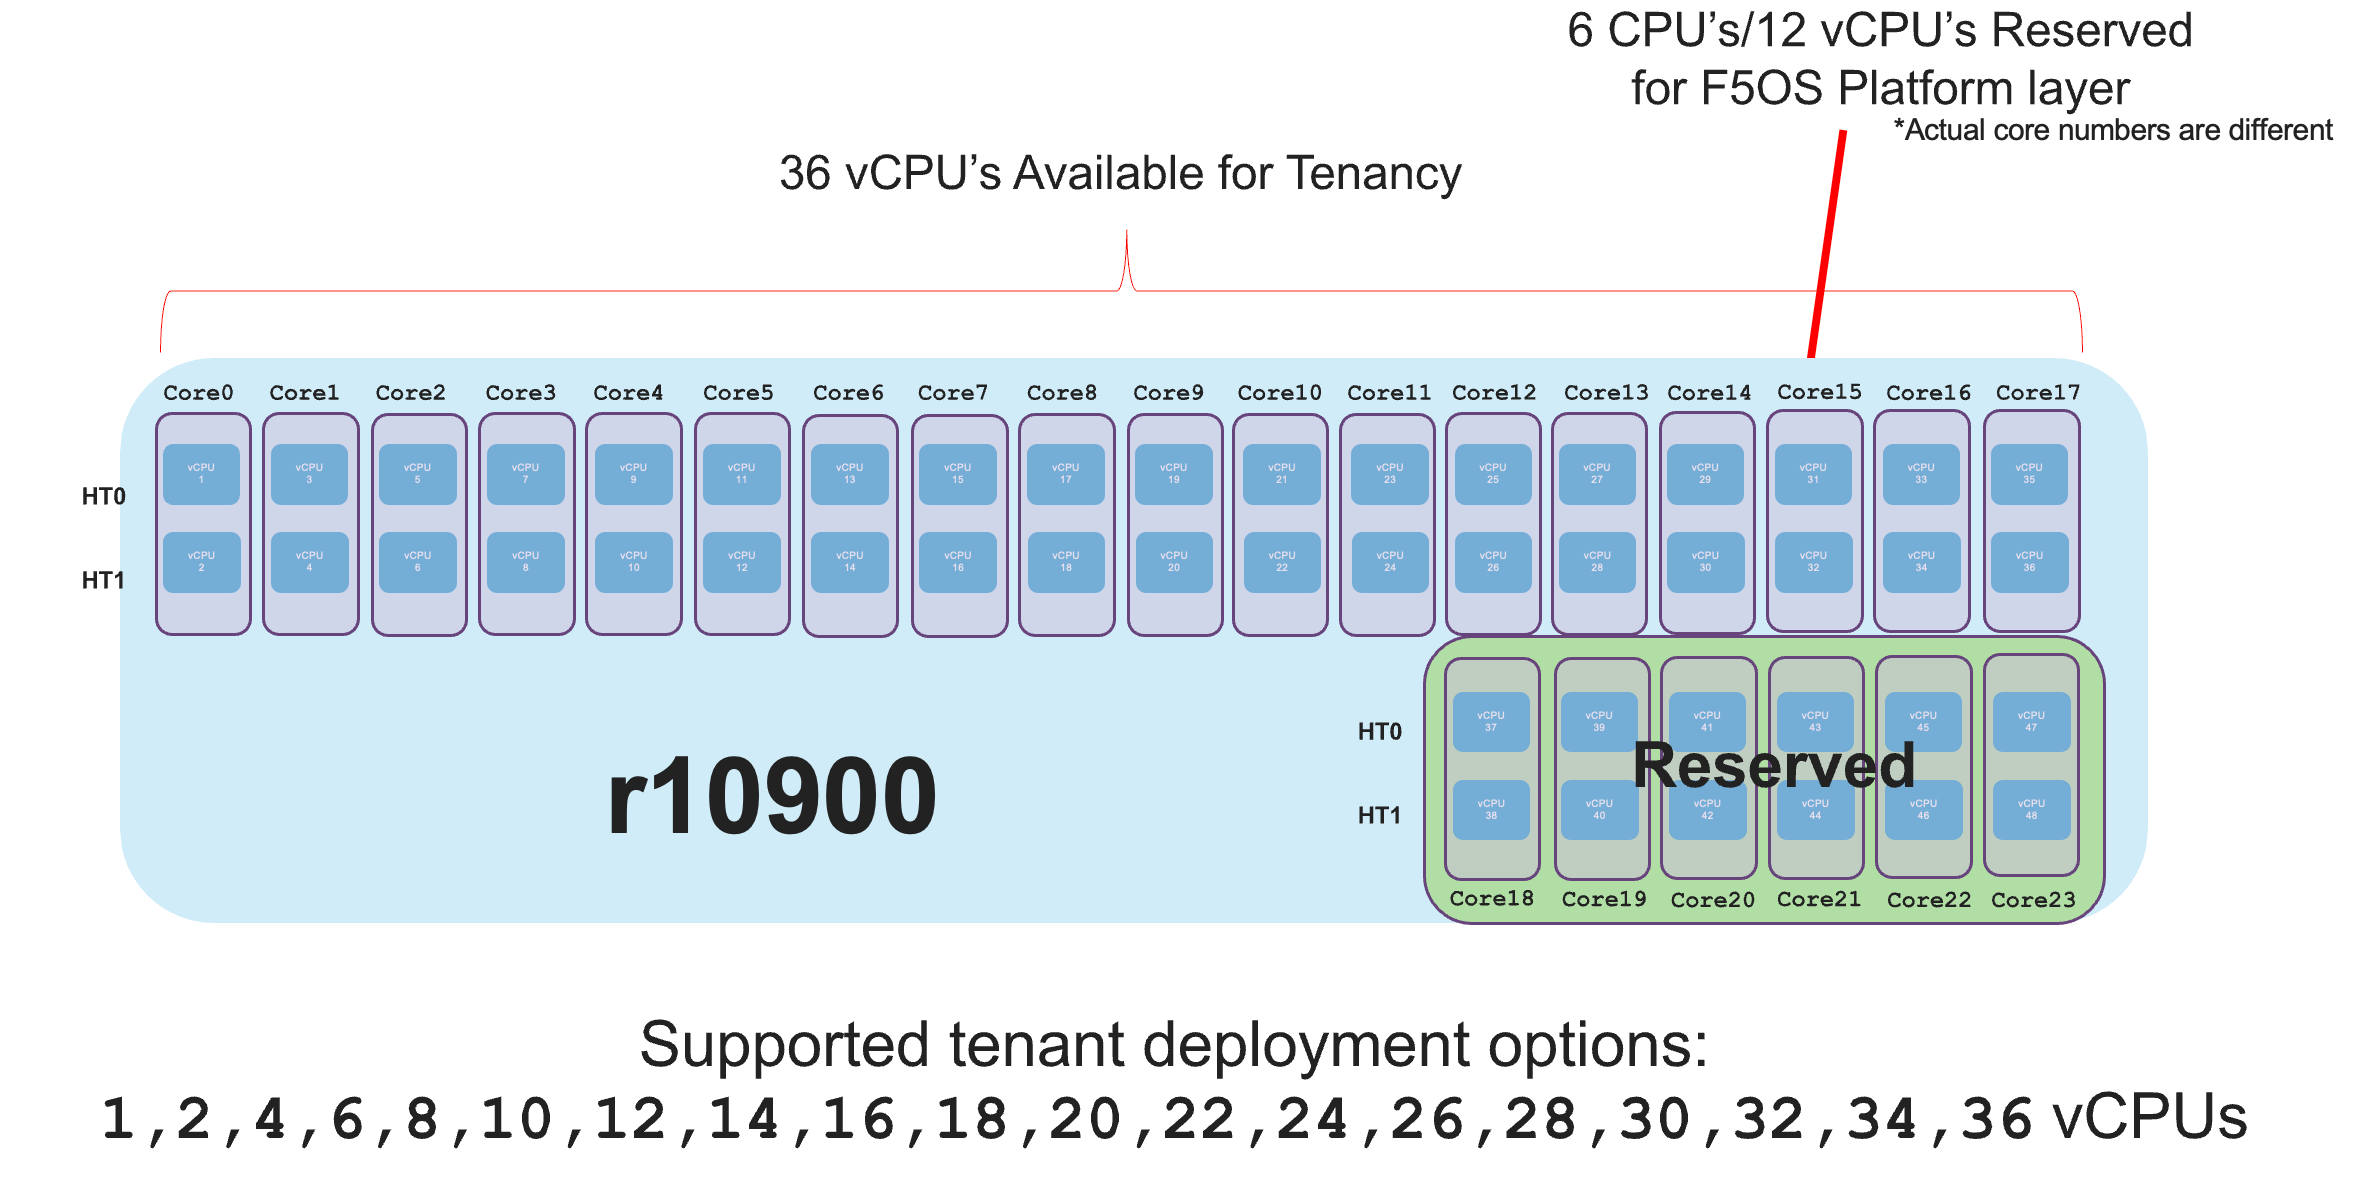 6 CPU’s/12 vCPU’s Reserved
for F5OS Platform layer
*Actual core numbers are different
36 vCPU’s Available for Tenancy
Core0 Core1 Core2 Core3 Core4 Core5 Core6 Core7 Core8 Core9 Core10 Core11 Core12 Core13 Core14 Core15 Core16 Core17
HT0
vCPU vCPU vCPU vCPU vCPU vCPU vCPU vCPU vCPU vCPU vCPU vCPU vCPU vCPU vCPU vCPU vCPU vCPU
1 3 5 7 9 11 13 15 17 19 21 23 25 27 29 31 33 35
HT1
vCPU vCPU vCPU vCPU vCPU vCPU vCPU vCPU vCPU vCPU vCPU vCPU vCPU vCPU vCPU vCPU vCPU vCPU
2 4 6 8 10 12 14 16 18 20 22 24 26 28 30 32 34 36
r10900
HT0
vCPU vCPU vCPU vCPU vCPU vCPU
37 39 41 43 45 47
Reserved
HT1
vCPU vCPU vCPU vCPU vCPU vCPU
38 40 42 44 46 48
Core18 Core19 Core20 Core21 Core22 Core23
Supported tenant deployment options:
1,2,4,6,8,10,12,14,16,18,20,22,24,26,28,30,32,34,36 vCPUs